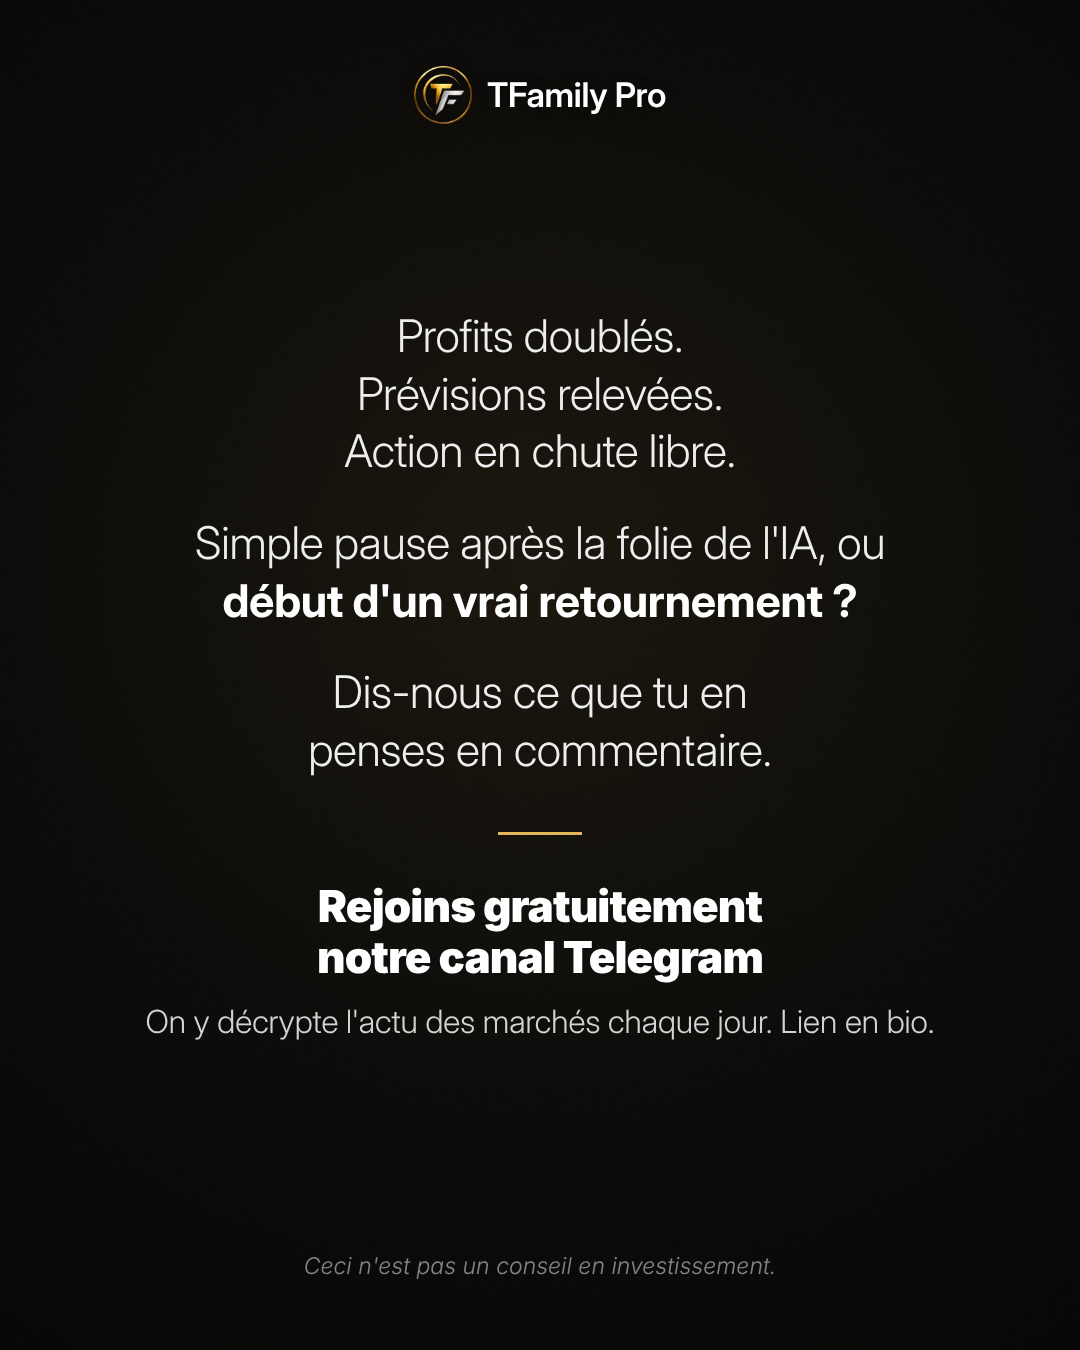 TFamily Pro
Profits doublés.
Prévisions relevées.
Action en chute libre.
Simple pause après la folie de l'IA, ou
début d'un vrai retournement ?
Dis-nous ce que tu en
penses en commentaire.
Rejoins gratuitement
notre canal Telegram
On y décrypte l'actu des marchés chaque jour. Lien en bio.
Ceci n'est pas un conseil en investissement.